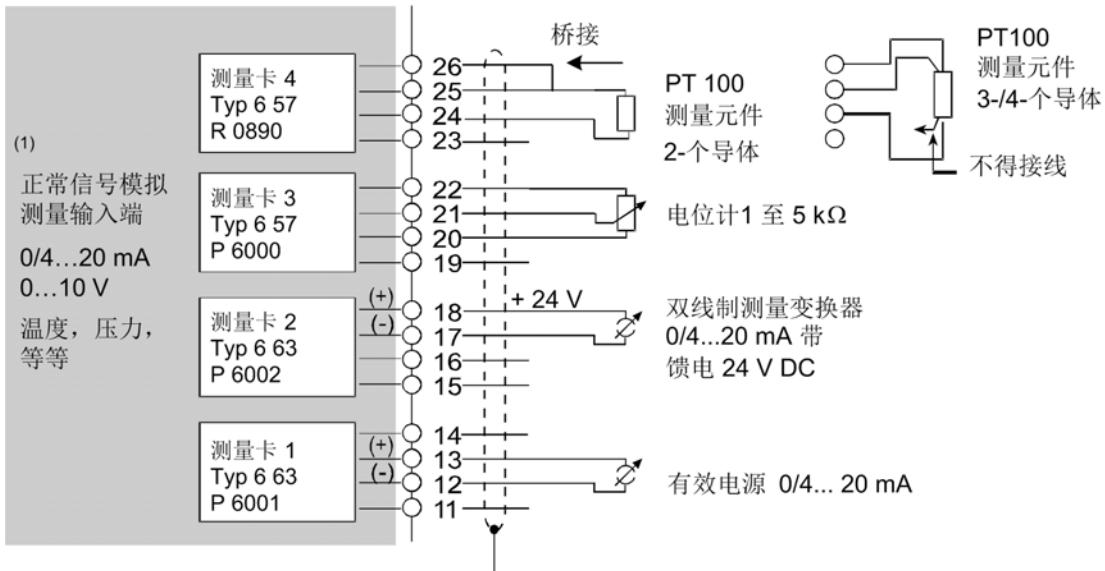 (1)
正常信号模拟
测量输入端
0/4…20 mA
0…10 V
温度，压力，
等等
测量卡 4
Typ 6 57
R 0890
测量卡 3
Typ 6 57
P 6000
测量卡 2
Typ 6 63
P 6002
测量卡 1
Typ 6 63
P 6001
(+)
(-)
(+)
(-)
26
25
24
23
22
21
20
19
18
17
16
15
14
13
12
11
桥接
+ 24 V
PT 100
测量元件
2-个导体
PT100
测量元件
3-/4-个导体
不得接线
电位计1 至 5 kΩ
双线制测量变换器
0/4...20 mA 带
馈电 24 V DC
有效电源 0/4... 20 mA